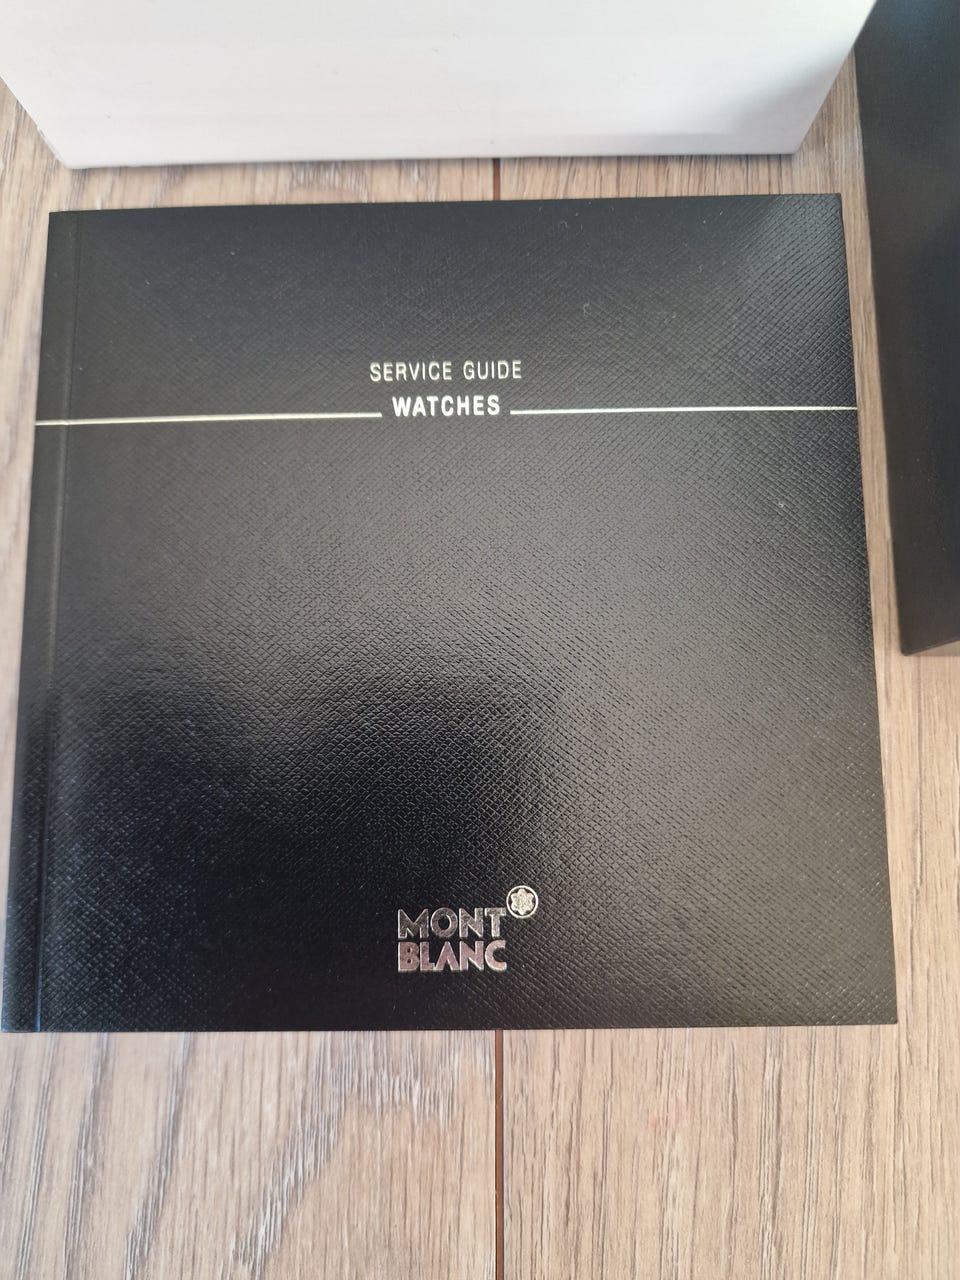 SERVICE GUIDE
WATCHES
MONT
BLANC